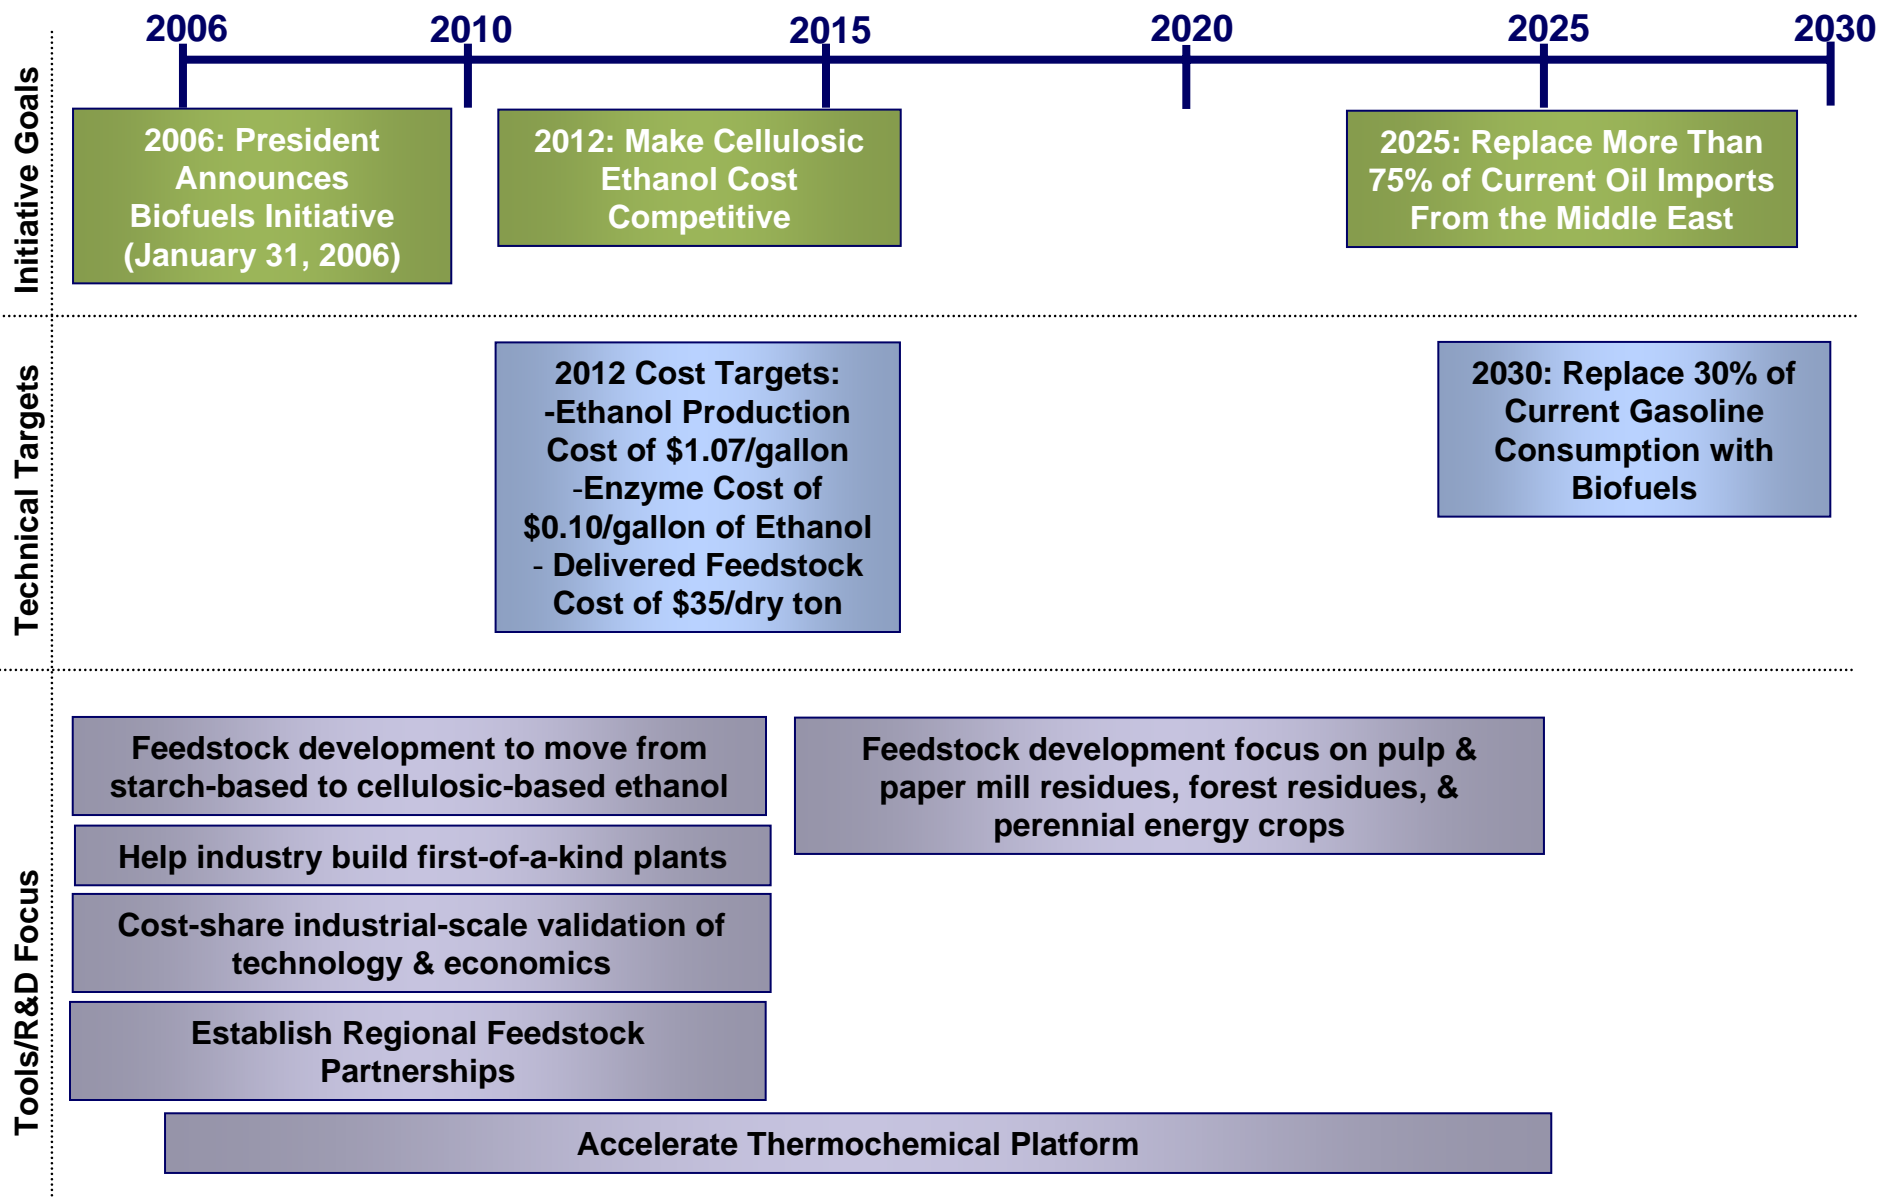 2006 2010 2015 2020 2025 2030
Initiative Goals
2006: President
Announces
Biofuels Initiative
(January 31, 2006)
2012: Make Cellulosic
Ethanol Cost
Competitive
2025: Replace More Than
75% of Current Oil Imports
From the Middle East
Technical Targets
2012 Cost Targets:
-Ethanol Production
Cost of $1.07/gallon
-Enzyme Cost of
$0.10/gallon of Ethanol
- Delivered Feedstock
Cost of $35/dry ton
2030: Replace 30% of
Current Gasoline
Consumption with
Biofuels
Tools/R&D Focus
Feedstock development to move from
starch-based to cellulosic-based ethanol
Feedstock development focus on pulp &
paper mill residues, forest residues, &
perennial energy crops
Help industry build first-of-a-kind plants
Cost-share industrial-scale validation of
technology & economics
Establish Regional Feedstock
Partnerships
Accelerate Thermochemical Platform